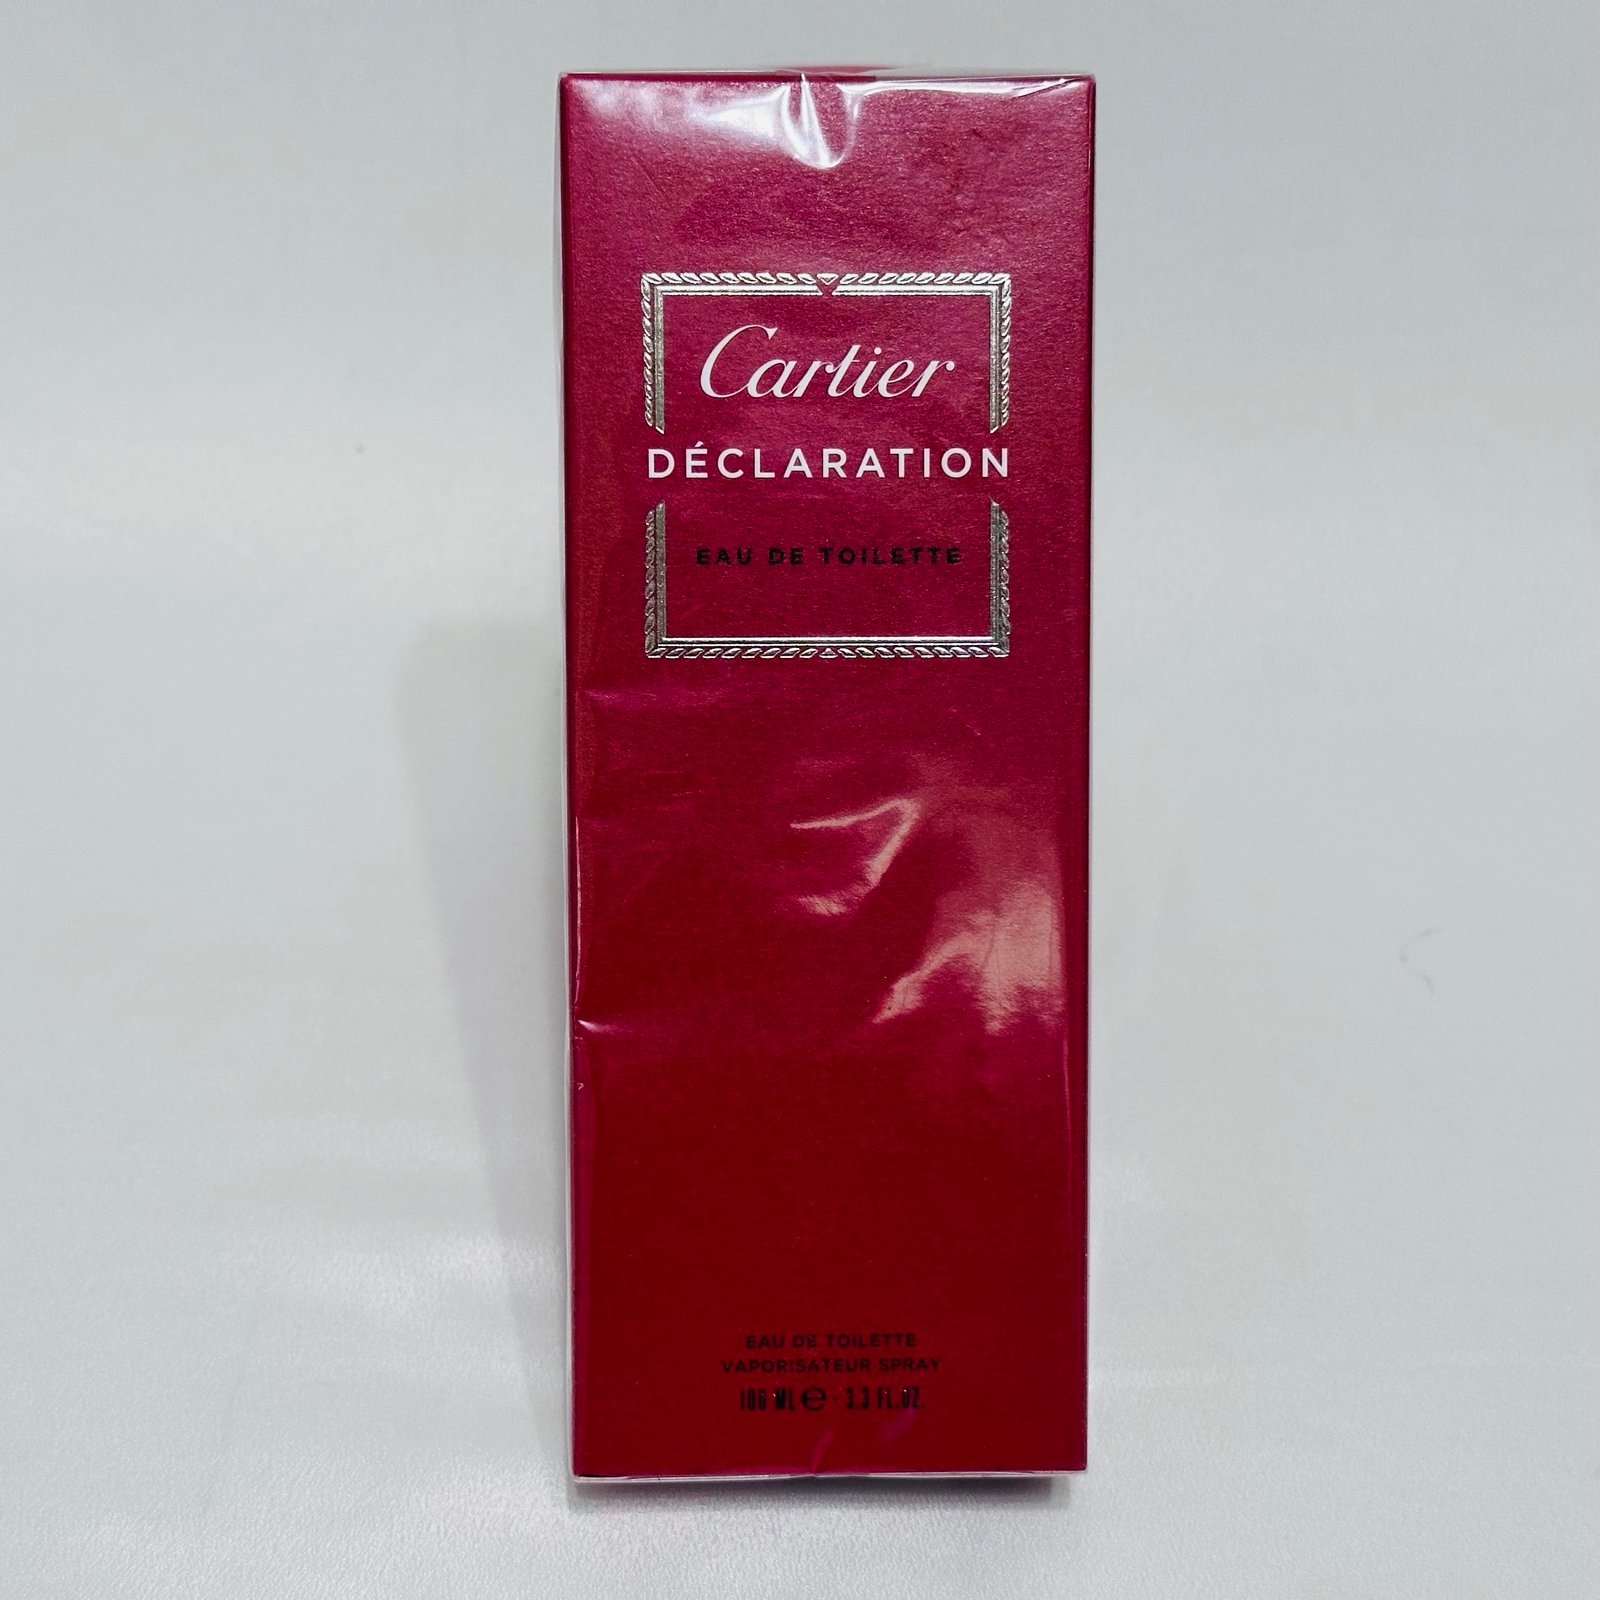 Cartier
DÉCLARATION
EAU DE TOILETTE
EAU DE TOILETTE
VAPORISATEUR SPRAY
100 ML ℮ · 3.3 FL.OZ.